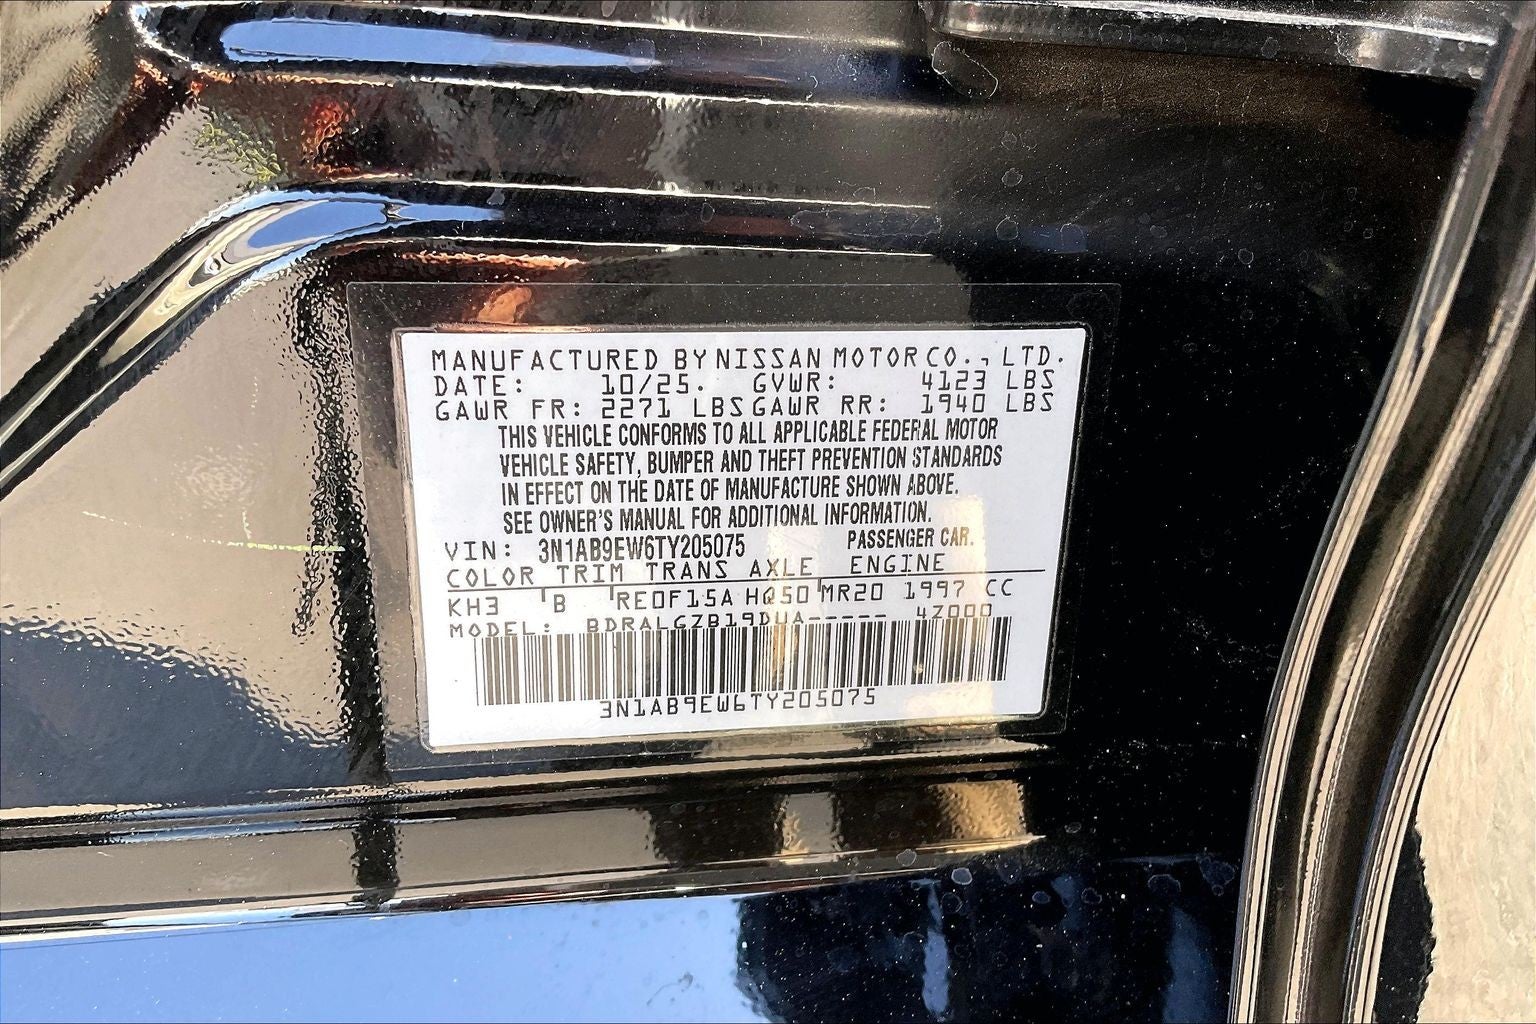 MANUFACTURED BY NISSAN MOTOR CO., LTD.
DATE: 10/25. GVWR: 4123 LBS
GAWR FR: 2271 LBS GAWR RR: 1940 LBS
THIS VEHICLE CONFORMS TO ALL APPLICABLE FEDERAL MOTOR
VEHICLE SAFETY, BUMPER AND THEFT PREVENTION STANDARDS
IN EFFECT ON THE DATE OF MANUFACTURE SHOWN ABOVE.
SEE OWNER'S MANUAL FOR ADDITIONAL INFORMATION.
VIN: 3N1AB9EW6TY205075 PASSENGER CAR.
COLOR TRIM TRANS AXLE ENGINE
KH3 B RE0F15A HQ50 MR20 1997 CC
MODEL: BDRALGZB19DUA----- 4Z000
3N1AB9EW6TY205075